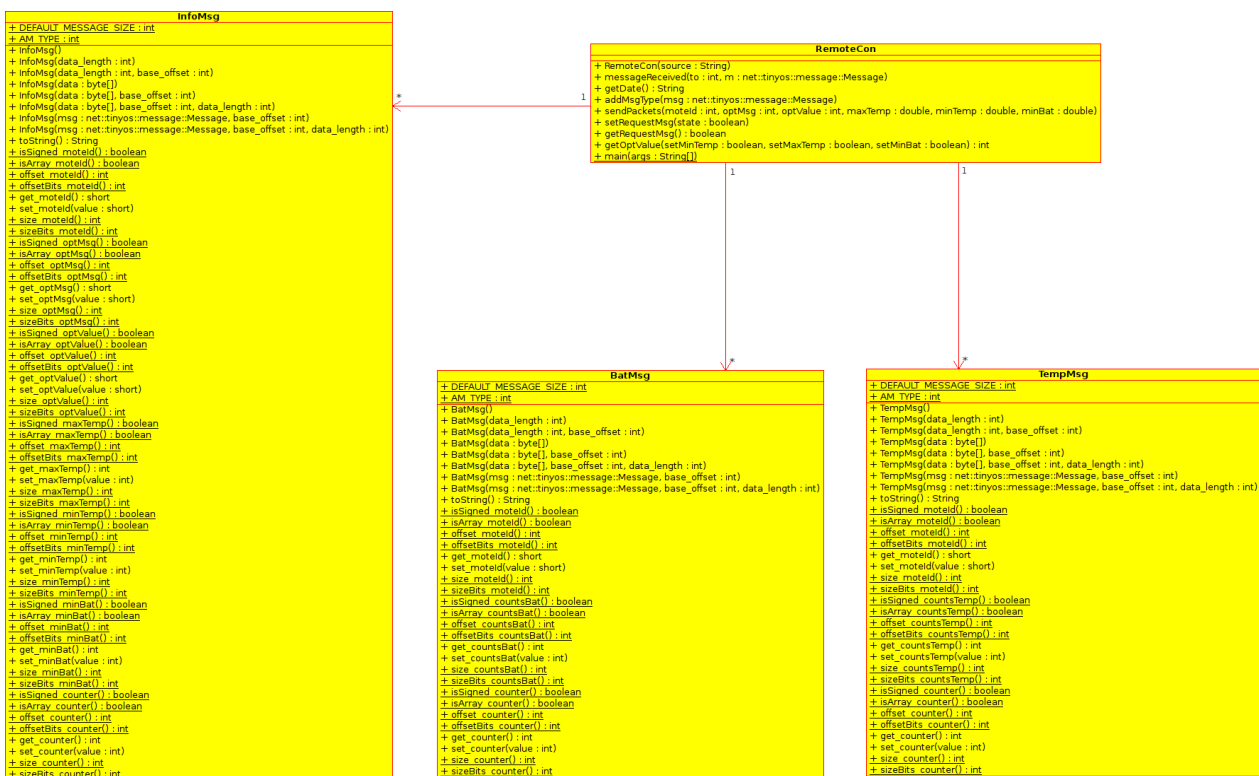 InfoMsg
+ DEFAULT_MESSAGE_SIZE : int
+ AM_TYPE : int
+ InfoMsg()
+ InfoMsg(data_length : int)
+ InfoMsg(data_length : int, base_offset : int)
+ InfoMsg(data : byte[])
+ InfoMsg(data : byte[], base_offset : int)
+ InfoMsg(data : byte[], base_offset : int, data_length : int)
+ InfoMsg(msg : net::tinyos::message::Message, base_offset : int)
+ InfoMsg(msg : net::tinyos::message::Message, base_offset : int, data_length : int)
+ toString() : String
+ isSigned_moteId() : boolean
+ isArray_moteId() : boolean
+ offset_moteId() : int
+ offsetBits_moteId() : int
+ get_moteId() : short
+ set_moteId(value : short)
+ size_moteId() : int
+ sizeBits_moteId() : int
+ isSigned_optMsg() : boolean
+ isArray_optMsg() : boolean
+ offset_optMsg() : int
+ offsetBits_optMsg() : int
+ get_optMsg() : short
+ set_optMsg(value : short)
+ size_optMsg() : int
+ sizeBits_optMsg() : int
+ isSigned_optValue() : boolean
+ isArray_optValue() : boolean
+ offset_optValue() : int
+ offsetBits_optValue() : int
+ get_optValue() : short
+ set_optValue(value : short)
+ size_optValue() : int
+ sizeBits_optValue() : int
+ isSigned_maxTemp() : boolean
+ isArray_maxTemp() : boolean
+ offset_maxTemp() : int
+ offsetBits_maxTemp() : int
+ get_maxTemp() : int
+ set_maxTemp(value : int)
+ size_maxTemp() : int
+ sizeBits_maxTemp() : int
+ isSigned_minTemp() : boolean
+ isArray_minTemp() : boolean
+ offset_minTemp() : int
+ offsetBits_minTemp() : int
+ get_minTemp() : int
+ set_minTemp(value : int)
+ size_minTemp() : int
+ sizeBits_minTemp() : int
+ isSigned_minBat() : boolean
+ isArray_minBat() : boolean
+ offset_minBat() : int
+ offsetBits_minBat() : int
+ get_minBat() : int
+ set_minBat(value : int)
+ size_minBat() : int
+ sizeBits_minBat() : int
+ isSigned_counter() : boolean
+ isArray_counter() : boolean
+ offset_counter() : int
+ offsetBits_counter() : int
+ get_counter() : int
+ set_counter(value : int)
+ size_counter() : int
+ sizeBits_counter() : int
*
1
RemoteCon
+ RemoteCon(source : String)
+ messageReceived(to : int, m : net::tinyos::message::Message)
+ getDate() : String
+ addMsgType(msg : net::tinyos::message::Message)
+ sendPackets(moteId : int, optMsg : int, optValue : int, maxTemp : double, minTemp : double, minBat : double)
+ setRequestMsg(state : boolean)
+ getRequestMsg() : boolean
+ getOptValue(setMinTemp : boolean, setMaxTemp : boolean, setMinBat : boolean) : int
+ main(args : String[])
1
1
*
*
BatMsg
+ DEFAULT_MESSAGE_SIZE : int
+ AM_TYPE : int
+ BatMsg()
+ BatMsg(data_length : int)
+ BatMsg(data_length : int, base_offset : int)
+ BatMsg(data : byte[])
+ BatMsg(data : byte[], base_offset : int)
+ BatMsg(data : byte[], base_offset : int, data_length : int)
+ BatMsg(msg : net::tinyos::message::Message, base_offset : int)
+ BatMsg(msg : net::tinyos::message::Message, base_offset : int, data_length : int)
+ toString() : String
+ isSigned_moteId() : boolean
+ isArray_moteId() : boolean
+ offset_moteId() : int
+ offsetBits_moteId() : int
+ get_moteId() : short
+ set_moteId(value : short)
+ size_moteId() : int
+ sizeBits_moteId() : int
+ isSigned_countsBat() : boolean
+ isArray_countsBat() : boolean
+ offset_countsBat() : int
+ offsetBits_countsBat() : int
+ get_countsBat() : int
+ set_countsBat(value : int)
+ size_countsBat() : int
+ sizeBits_countsBat() : int
+ isSigned_counter() : boolean
+ isArray_counter() : boolean
+ offset_counter() : int
+ offsetBits_counter() : int
+ get_counter() : int
+ set_counter(value : int)
+ size_counter() : int
+ sizeBits_counter() : int
TempMsg
+ DEFAULT_MESSAGE_SIZE : int
+ AM_TYPE : int
+ TempMsg()
+ TempMsg(data_length : int)
+ TempMsg(data_length : int, base_offset : int)
+ TempMsg(data : byte[])
+ TempMsg(data : byte[], base_offset : int)
+ TempMsg(data : byte[], base_offset : int, data_length : int)
+ TempMsg(msg : net::tinyos::message::Message, base_offset : int)
+ TempMsg(msg : net::tinyos::message::Message, base_offset : int, data_length : int)
+ toString() : String
+ isSigned_moteId() : boolean
+ isArray_moteId() : boolean
+ offset_moteId() : int
+ offsetBits_moteId() : int
+ get_moteId() : short
+ set_moteId(value : short)
+ size_moteId() : int
+ sizeBits_moteId() : int
+ isSigned_countsTemp() : boolean
+ isArray_countsTemp() : boolean
+ offset_countsTemp() : int
+ offsetBits_countsTemp() : int
+ get_countsTemp() : int
+ set_countsTemp(value : int)
+ size_countsTemp() : int
+ sizeBits_countsTemp() : int
+ isSigned_counter() : boolean
+ isArray_counter() : boolean
+ offset_counter() : int
+ offsetBits_counter() : int
+ get_counter() : int
+ set_counter(value : int)
+ size_counter() : int
+ sizeBits_counter() : int